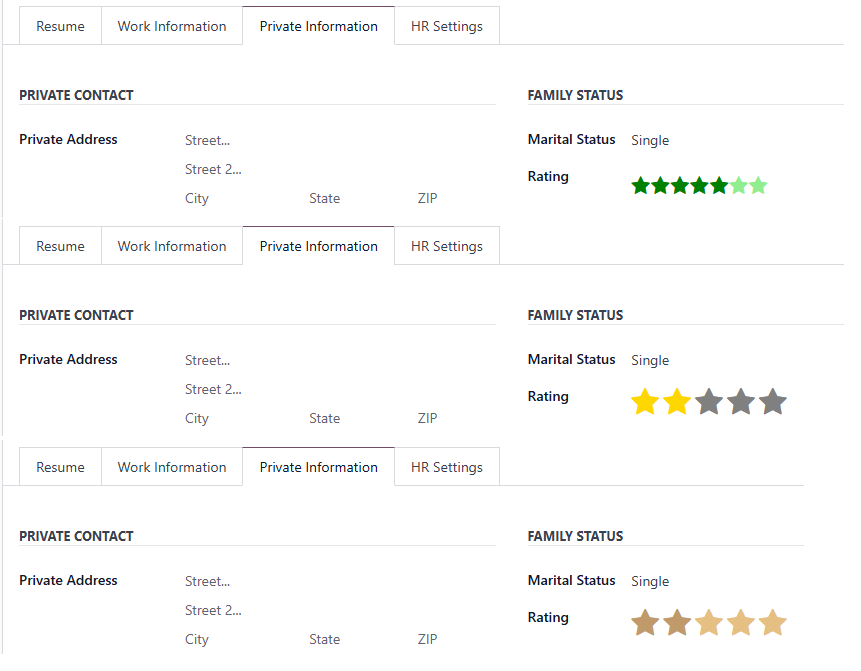 Resume Work Information Private Information HR Settings
PRIVATE CONTACT FAMILY STATUS
Private Address Street... Marital Status Single
Street 2... Rating
City State ZIP
Resume Work Information Private Information HR Settings
PRIVATE CONTACT FAMILY STATUS
Private Address Street... Marital Status Single
Street 2... Rating
City State ZIP
Resume Work Information Private Information HR Settings
PRIVATE CONTACT FAMILY STATUS
Private Address Street... Marital Status Single
Street 2... Rating
City State ZIP